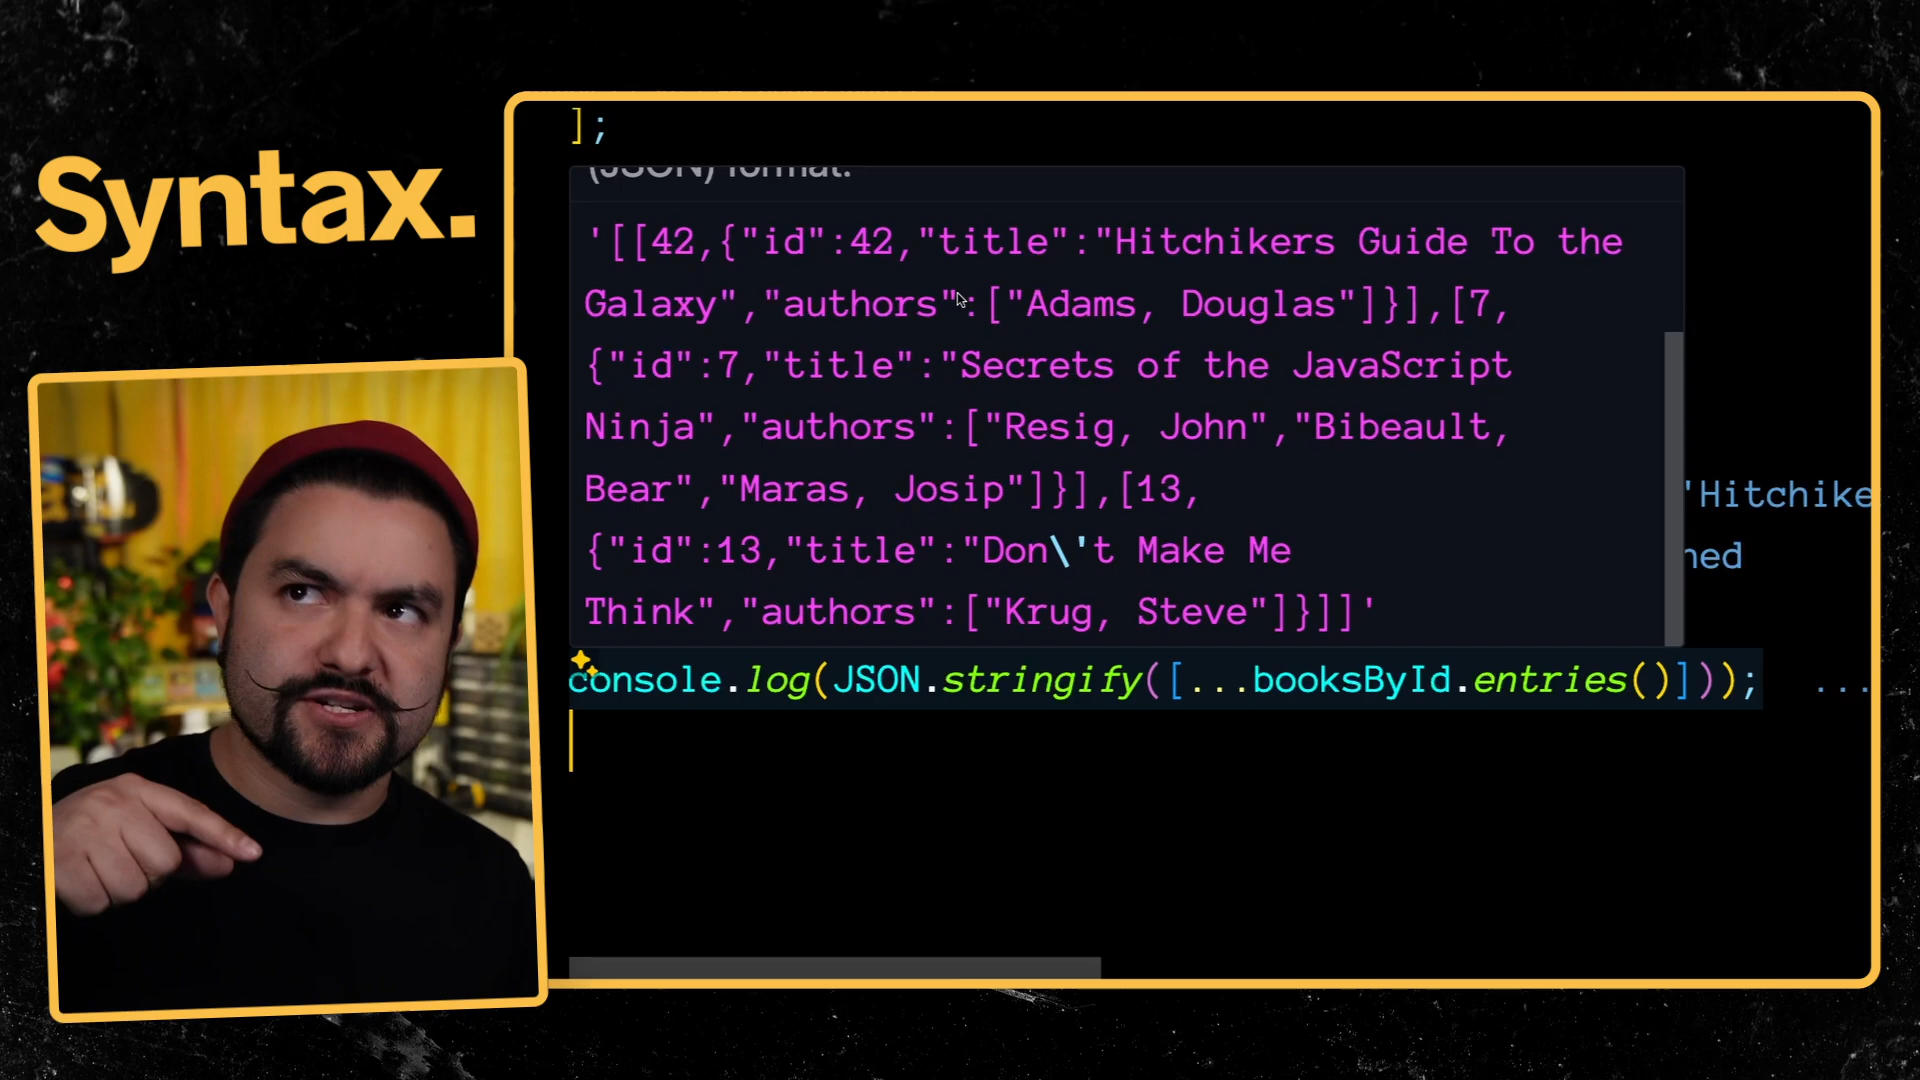 Syntax.
];
(JSON) format:
'[[42,{"id":42,"title":"Hitchikers Guide To the
Galaxy","authors":["Adams, Douglas"]}],[7,
{"id":7,"title":"Secrets of the JavaScript
Ninja","authors":["Resig, John","Bibeault,
Bear","Maras, Josip"]}],[13,
{"id":13,"title":"Don\'t Make Me
Think","authors":["Krug, Steve"]}]]'
'Hitchike
ned
console.log(JSON.stringify([...booksById.entries()])); ...